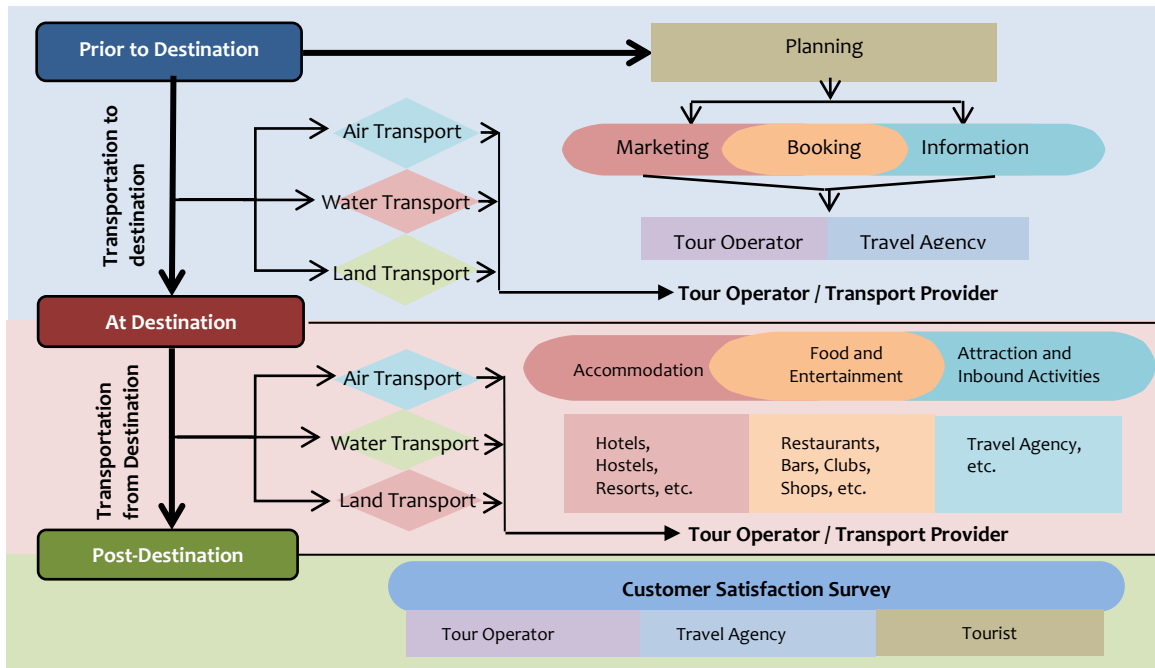 Prior to Destination
Planning
Transportation to
destination
Air Transport
Water Transport
Land Transport
Marketing
Booking
Information
Tour Operator
Travel Agency
Tour Operator / Transport Provider
At Destination
Transportation
from Destination
Air Transport
Water Transport
Land Transport
Accommodation
Food and
Entertainment
Attraction and
Inbound Activities
Hotels,
Hostels,
Resorts, etc.
Restaurants,
Bars, Clubs,
Shops, etc.
Travel Agency,
etc.
Tour Operator / Transport Provider
Post-Destination
Customer Satisfaction Survey
Tour Operator
Travel Agency
Tourist